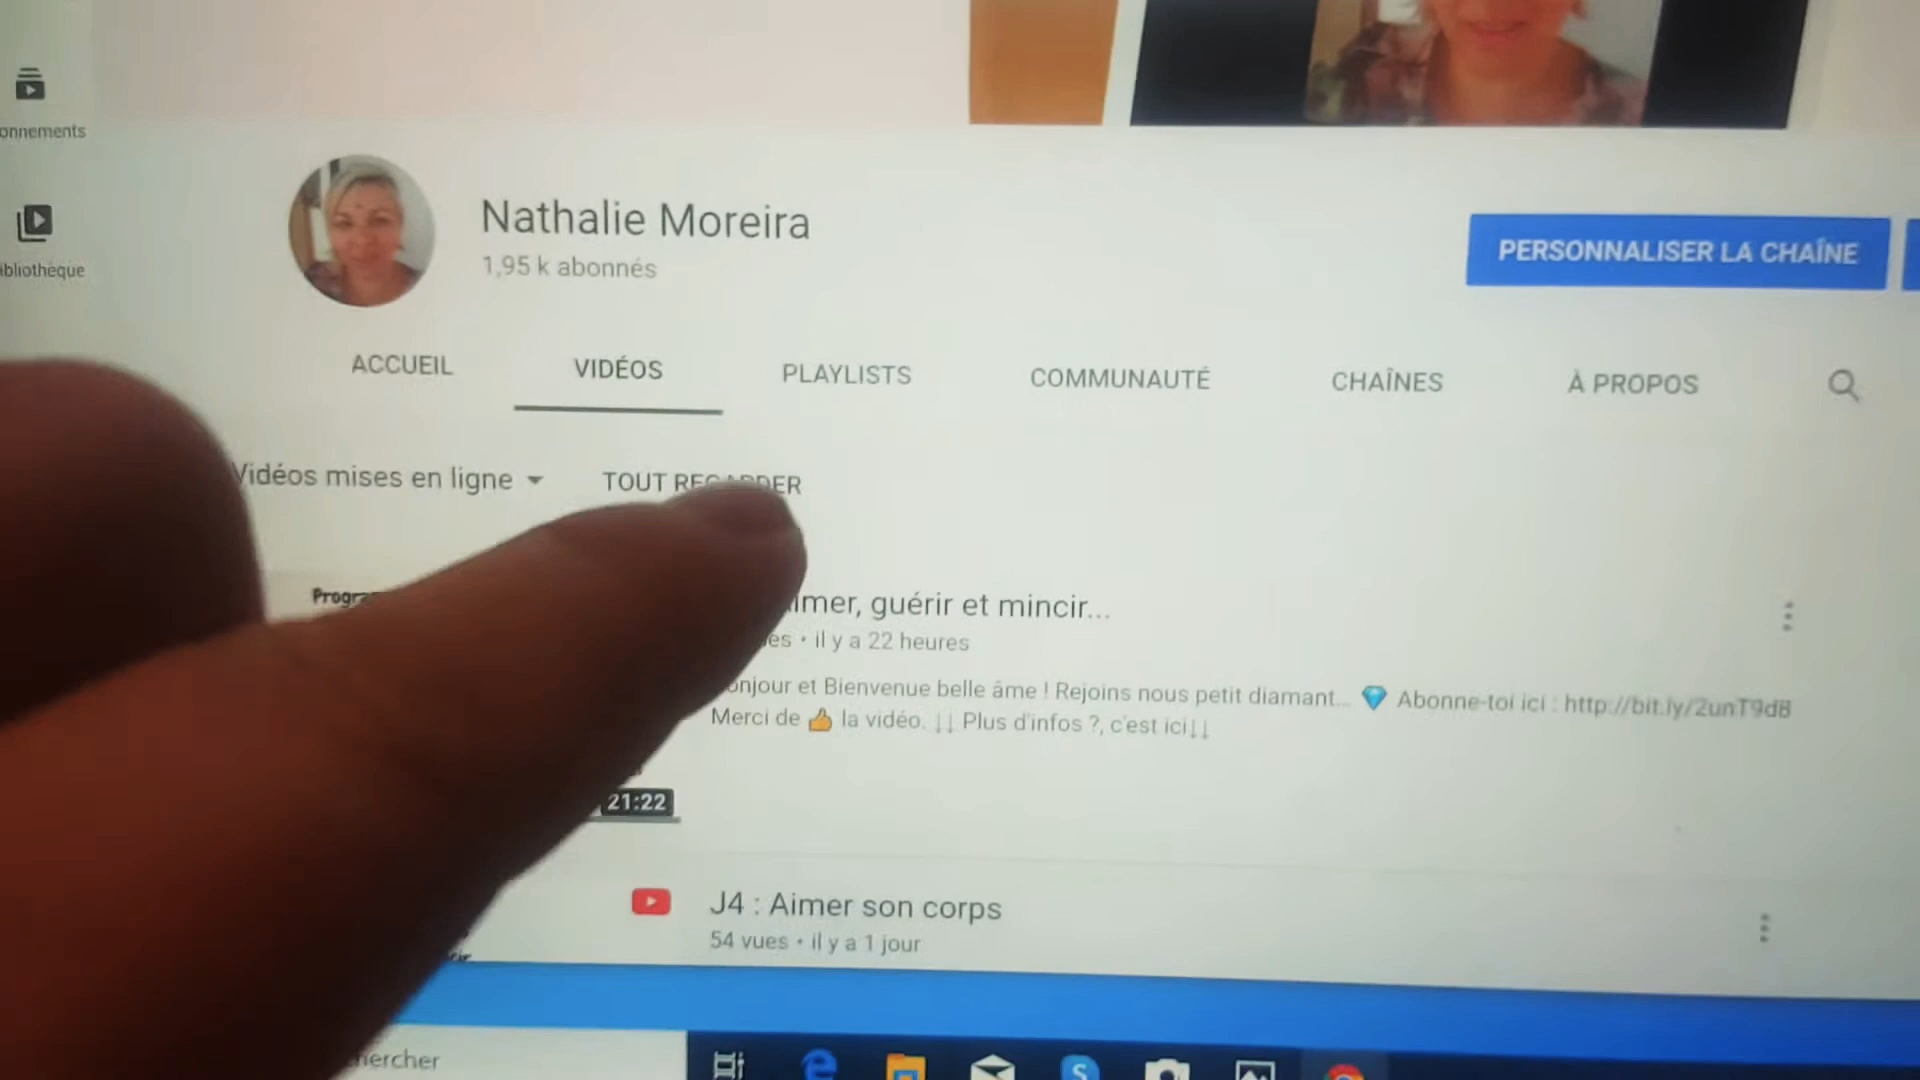 Nathalie Moreira
1,95 k abonnés
PERSONNALISER LA CHAÎNE
ACCUEIL VIDÉOS PLAYLISTS COMMUNAUTÉ CHAÎNES À PROPOS
onnements
ibliothèque
Vidéos mises en ligne TOUT REGARDER
imer, guérir et mincir...
es • il y a 22 heures
onjour et Bienvenue belle âme ! Rejoins nous petit diamant... 💎 Abonne-toi ici : http://bit.ly/2unT9d8
Merci de 👍 la vidéo. ↓↓ Plus d'infos ?, c'est ici↓↓
21:22
J4 : Aimer son corps
54 vues • il y a 1 jour
hercher